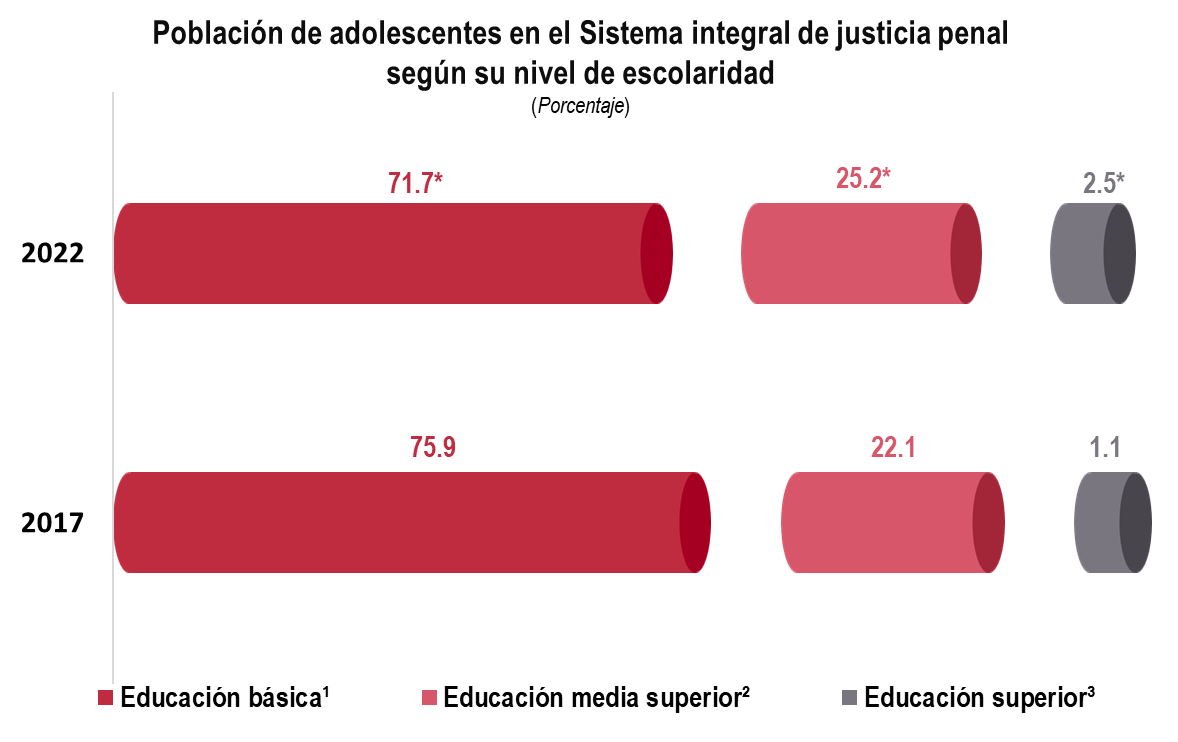 Población de adolescentes en el Sistema integral de justicia penal
según su nivel de escolaridad
(Porcentaje)
71.7* 25.2* 2.5*
2022
75.9 22.1 1.1
2017
Educación básica¹ Educación media superior² Educación superior³